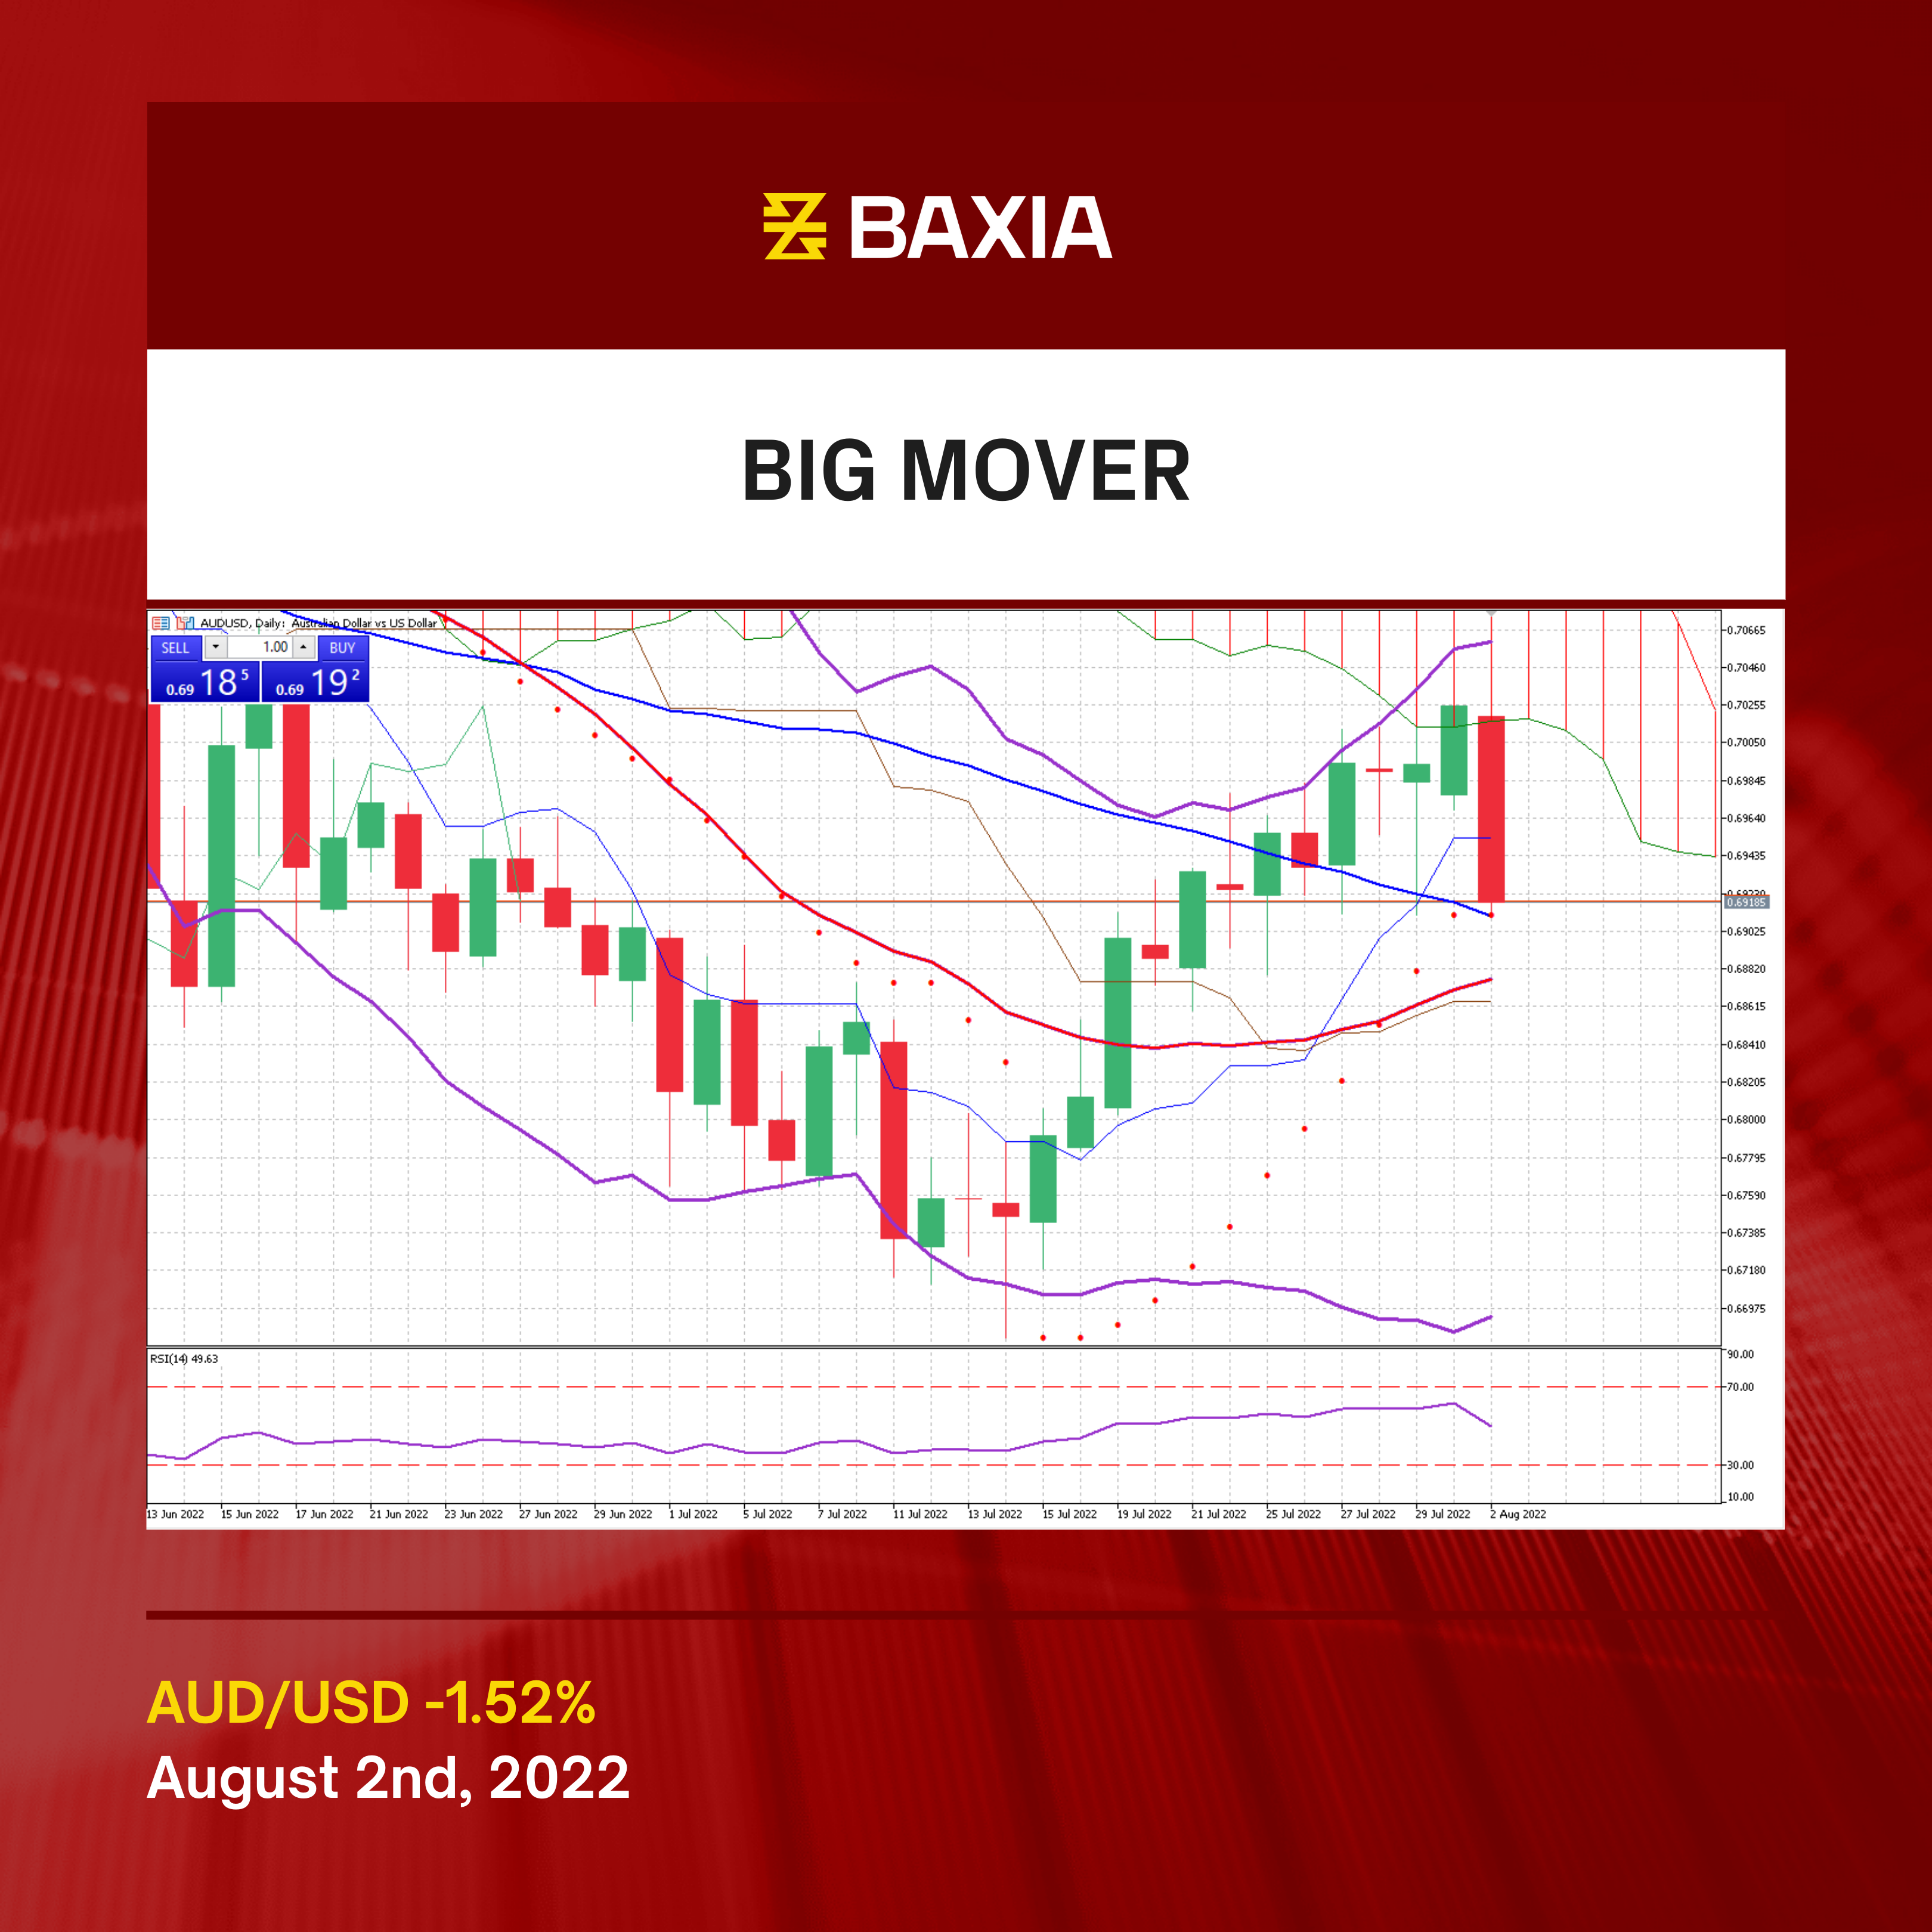 BAXIA
BIG MOVER
AUDUSD, Daily: Australian Dollar vs US Dollar
SELL 1.00 BUY
0.69 18 5 0.69 19 2
0.70665
0.70460
0.70255
0.70050
0.69845
0.69640
0.69435
0.69230
0.69185
0.69025
0.68820
0.68615
0.68410
0.68205
0.68000
0.67795
0.67590
0.67385
0.67180
0.66975
RSI(14) 49.63
90.00
70.00
30.00
10.00
13 Jun 2022 15 Jun 2022 17 Jun 2022 21 Jun 2022 23 Jun 2022 27 Jun 2022 29 Jun 2022 1 Jul 2022 5 Jul 2022 7 Jul 2022 11 Jul 2022 13 Jul 2022 15 Jul 2022 19 Jul 2022 21 Jul 2022 25 Jul 2022 27 Jul 2022 29 Jul 2022 2 Aug 2022
AUD/USD -1.52%
August 2nd, 2022